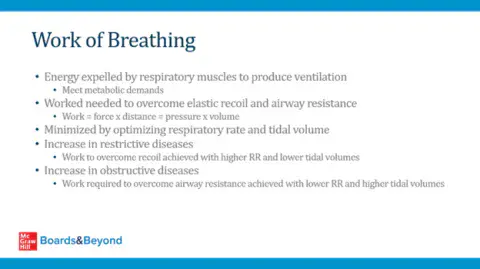 Work of Breathing
• Energy expelled by respiratory muscles to produce ventilation
• Meet metabolic demands
• Worked needed to overcome elastic recoil and airway resistance
• Work = force x distance = pressure x volume
• Minimized by optimizing respiratory rate and tidal volume
• Increase in restrictive diseases
• Work to overcome recoil achieved with higher RR and lower tidal volumes
• Increase in obstructive diseases
• Work required to overcome airway resistance achieved with lower RR and higher tidal volumes
Mc
Graw
Hill
Boards&Beyond